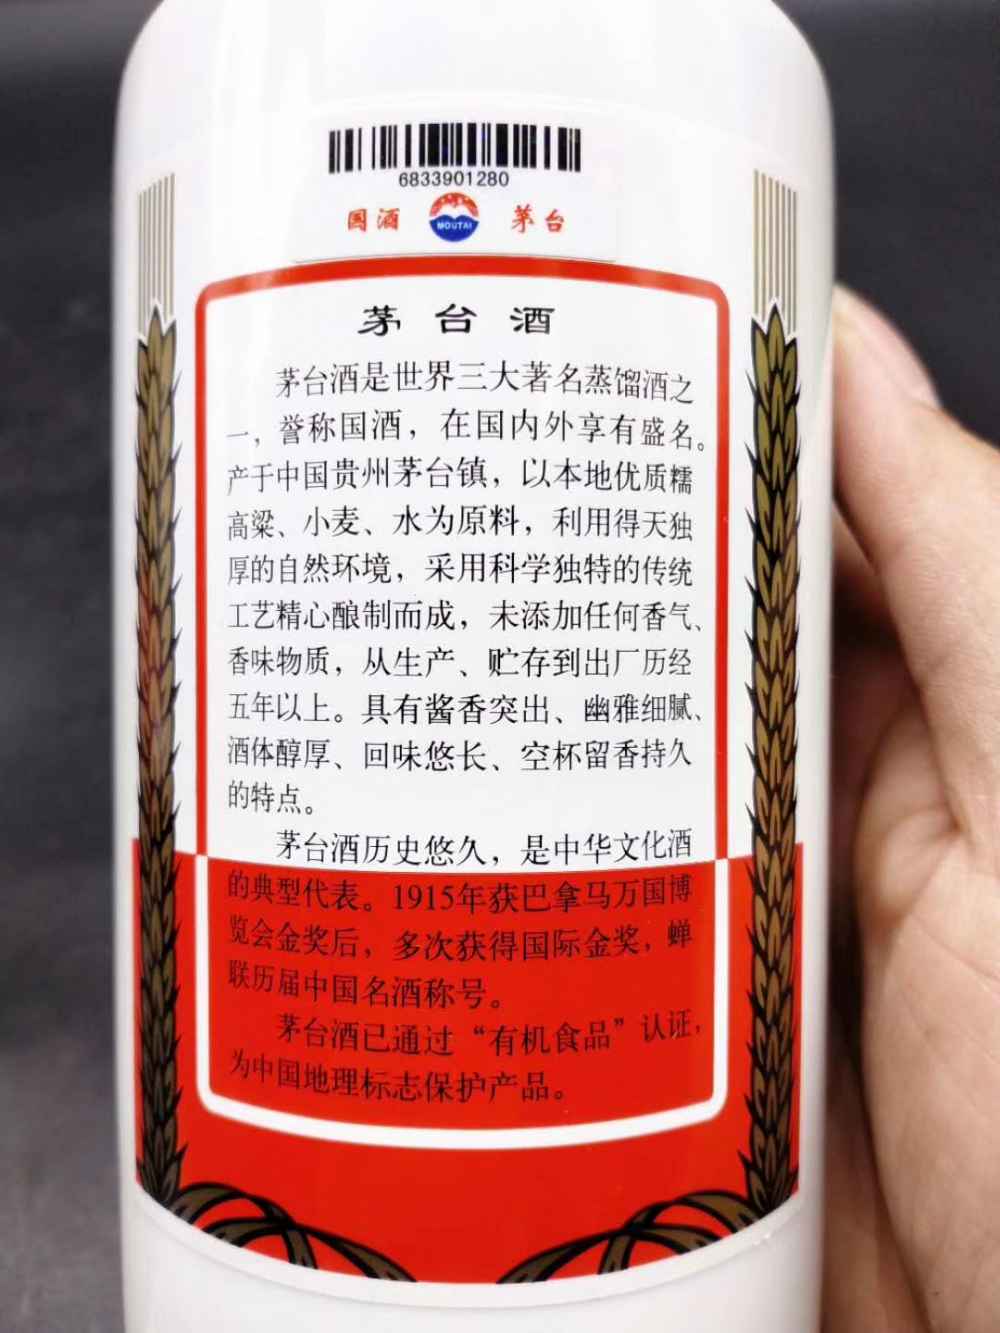 6833901280
国酒 MOUTAI 茅台
茅台酒
茅台酒是世界三大著名蒸馏酒之
一，誉称国酒，在国内外享有盛名。
产于中国贵州茅台镇，以本地优质糯
高粱、小麦、水为原料，利用得天独
厚的自然环境，采用科学独特的传统
工艺精心酿制而成，未添加任何香气、
香味物质，从生产、贮存到出厂历经
五年以上。具有酱香突出、幽雅细腻、
酒体醇厚、回味悠长、空杯留香持久
的特点。
茅台酒历史悠久，是中华文化酒
的典型代表。1915年获巴拿马万国博
览会金奖后，多次获得国际金奖，蝉
联历届中国名酒称号。
茅台酒已通过“有机食品”认证，
为中国地理标志保护产品。